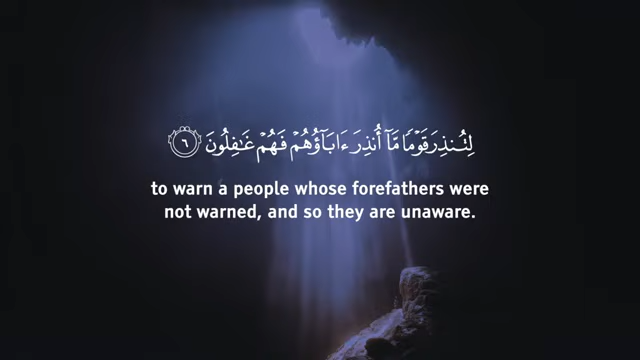 لِتُنذِرَ قَوْمًا مَّآ أُنذِرَ ءَابَآؤُهُمْ فَهُمْ غَٰفِلُونَ ٦
to warn a people whose forefathers were
not warned, and so they are unaware.